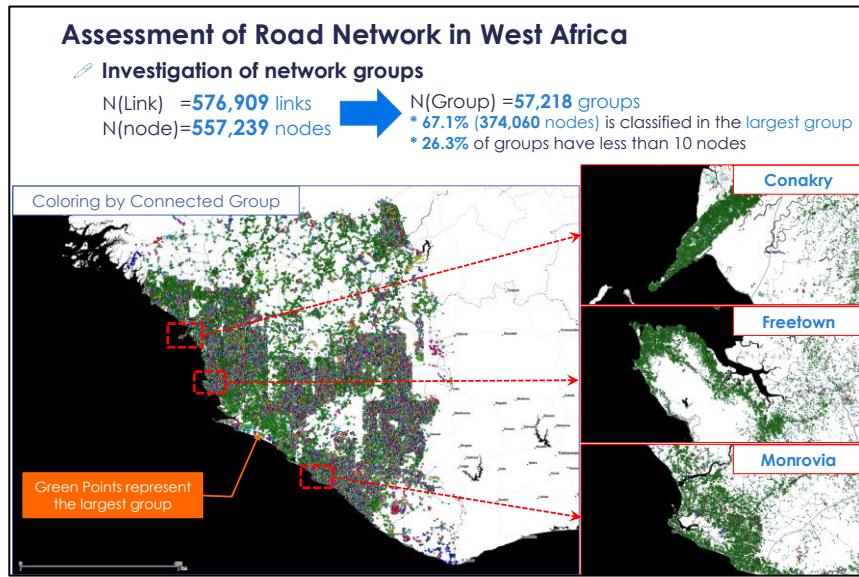 Assessment of Road Network in West Africa
Investigation of network groups
N(Link) =576,909 links
N(node)=557,239 nodes
N(Group) =57,218 groups
* 67.1% (374,060 nodes) is classified in the largest group
* 26.3% of groups have less than 10 nodes
Coloring by Connected Group
Conakry
Freetown
Monrovia
Green Points represent
the largest group